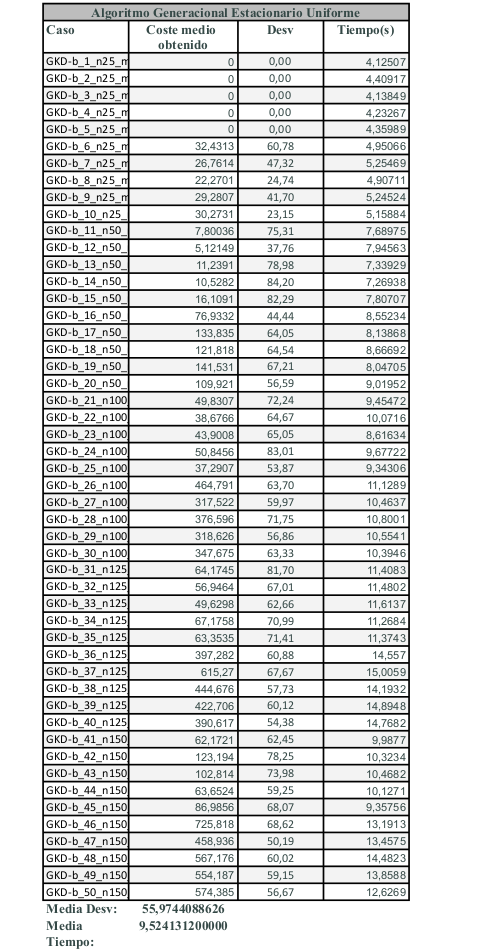 Algoritmo Generacional Estacionario Uniforme
Caso Coste medio obtenido Desv Tiempo(s)
GKD-b_1_n25_m 0 0,00 4,12507
GKD-b_2_n25_m 0 0,00 4,40917
GKD-b_3_n25_m 0 0,00 4,13849
GKD-b_4_n25_m 0 0,00 4,23267
GKD-b_5_n25_m 0 0,00 4,35989
GKD-b_6_n25_m 32,4313 60,78 4,95066
GKD-b_7_n25_m 26,7614 47,32 5,25469
GKD-b_8_n25_m 22,2701 24,74 4,90711
GKD-b_9_n25_m 29,2807 41,70 5,24524
GKD-b_10_n25_ 30,2731 23,15 5,15884
GKD-b_11_n50_ 7,80036 75,31 7,68975
GKD-b_12_n50_ 5,12149 37,76 7,94563
GKD-b_13_n50_ 11,2391 78,98 7,33929
GKD-b_14_n50_ 10,5282 84,20 7,26938
GKD-b_15_n50_ 16,1091 82,29 7,80707
GKD-b_16_n50_ 76,9332 44,44 8,55234
GKD-b_17_n50_ 133,835 64,05 8,13868
GKD-b_18_n50_ 121,818 64,54 8,66692
GKD-b_19_n50_ 141,531 67,21 8,04705
GKD-b_20_n50_ 109,921 56,59 9,01952
GKD-b_21_n100 49,8307 72,24 9,45472
GKD-b_22_n100 38,6766 64,67 10,0716
GKD-b_23_n100 43,9008 65,05 8,61634
GKD-b_24_n100 50,8456 83,01 9,67722
GKD-b_25_n100 37,2907 53,87 9,34306
GKD-b_26_n100 464,791 63,70 11,1289
GKD-b_27_n100 317,522 59,97 10,4637
GKD-b_28_n100 376,596 71,75 10,8001
GKD-b_29_n100 318,626 56,86 10,5541
GKD-b_30_n100 347,675 63,33 10,3946
GKD-b_31_n125 64,1745 81,70 11,4083
GKD-b_32_n125 56,9464 67,01 11,4802
GKD-b_33_n125 49,6298 62,66 11,6137
GKD-b_34_n125 67,1758 70,99 11,2684
GKD-b_35_n125 63,3535 71,41 11,3743
GKD-b_36_n125 397,282 60,88 14,557
GKD-b_37_n125 615,27 67,67 15,0059
GKD-b_38_n125 444,676 57,73 14,1932
GKD-b_39_n125 422,706 60,12 14,8948
GKD-b_40_n125 390,617 54,38 14,7682
GKD-b_41_n150 62,1721 62,45 9,9877
GKD-b_42_n150 123,194 78,25 10,3234
GKD-b_43_n150 102,814 73,98 10,4682
GKD-b_44_n150 63,6524 59,25 10,1271
GKD-b_45_n150 86,9856 68,07 9,35756
GKD-b_46_n150 725,818 68,62 13,1913
GKD-b_47_n150 458,936 50,19 13,4575
GKD-b_48_n150 567,176 60,02 14,4823
GKD-b_49_n150 554,187 59,15 13,8588
GKD-b_50_n150 574,385 56,67 12,6269
Media Desv: 55,9744088626
Media 9,524131200000
Tiempo: